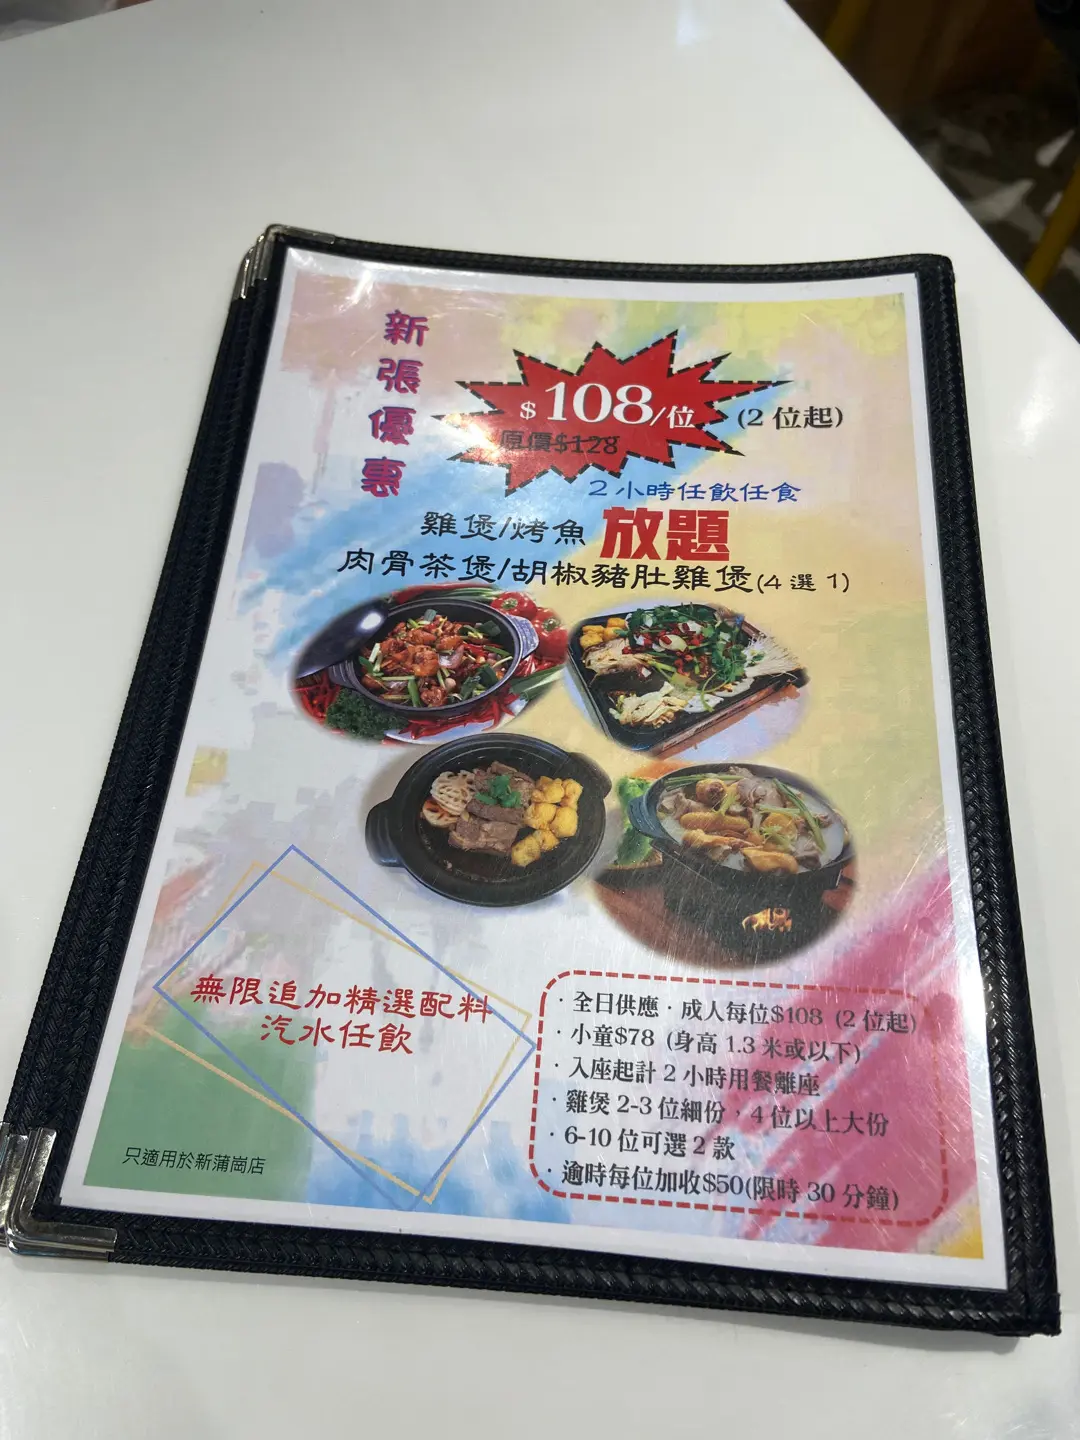 新張優惠
$108/位 (2 位起)
原價$128
2 小時任飲任食
雞煲/烤魚 放題
肉骨茶煲/胡椒豬肚雞煲(4 選 1)
無限追加精選配料
汽水任飲
· 全日供應 · 成人每位$108 (2 位起)
· 小童$78 (身高 1.3 米或以下)
· 入座起計 2 小時用餐離座
· 雞煲 2-3 位細份，4 位以上大份
· 6-10 位可選 2 款
· 逾時每位加收$50(限時 30 分鐘)
只適用於新蒲崗店